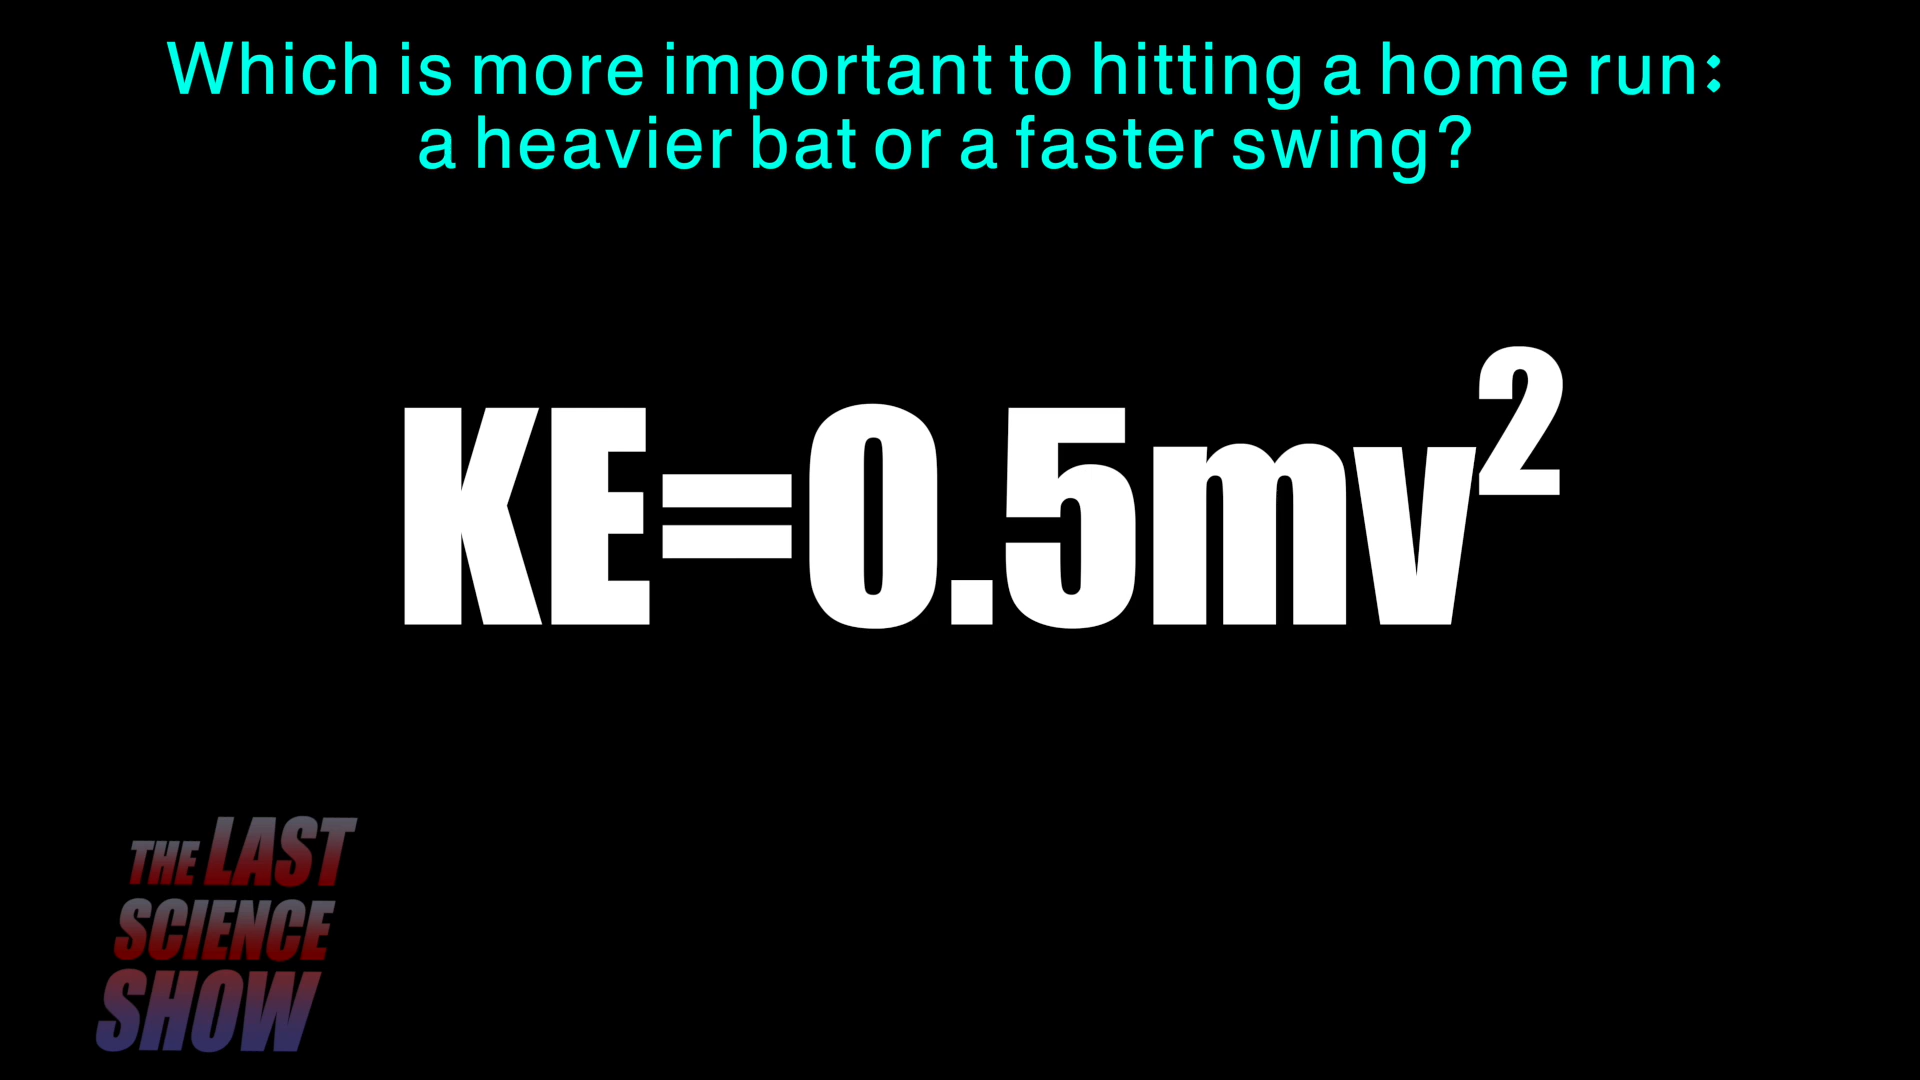 Which is more important to hitting a home run:
a heavier bat or a faster swing?
KE=0.5mv²
THE LAST
SCIENCE
SHOW